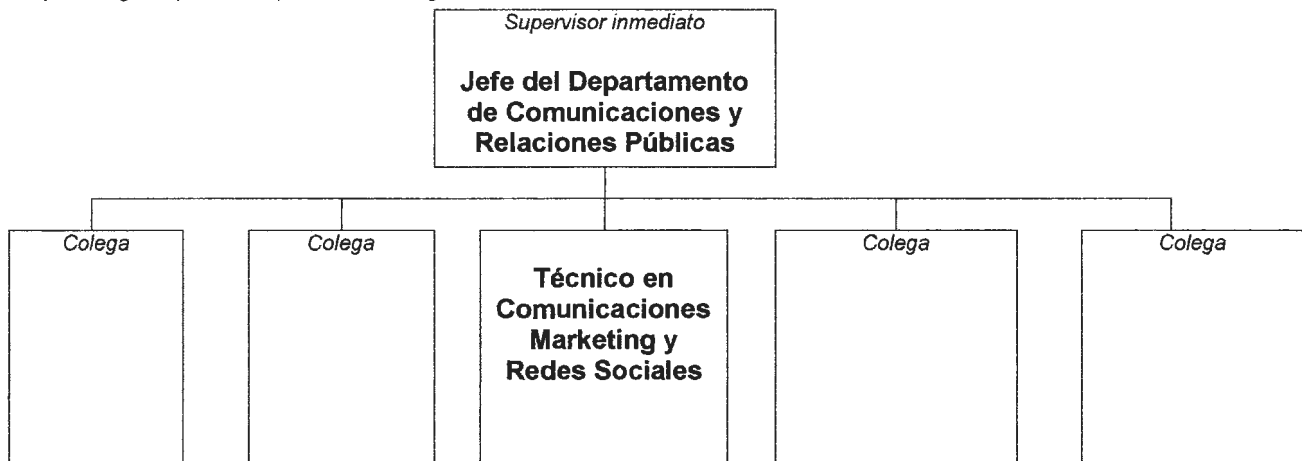 Supervisor inmediato
Jefe del Departamento
de Comunicaciones y
Relaciones Públicas
Colega
Colega
Técnico en
Comunicaciones
Marketing y
Redes Sociales
Colega
Colega